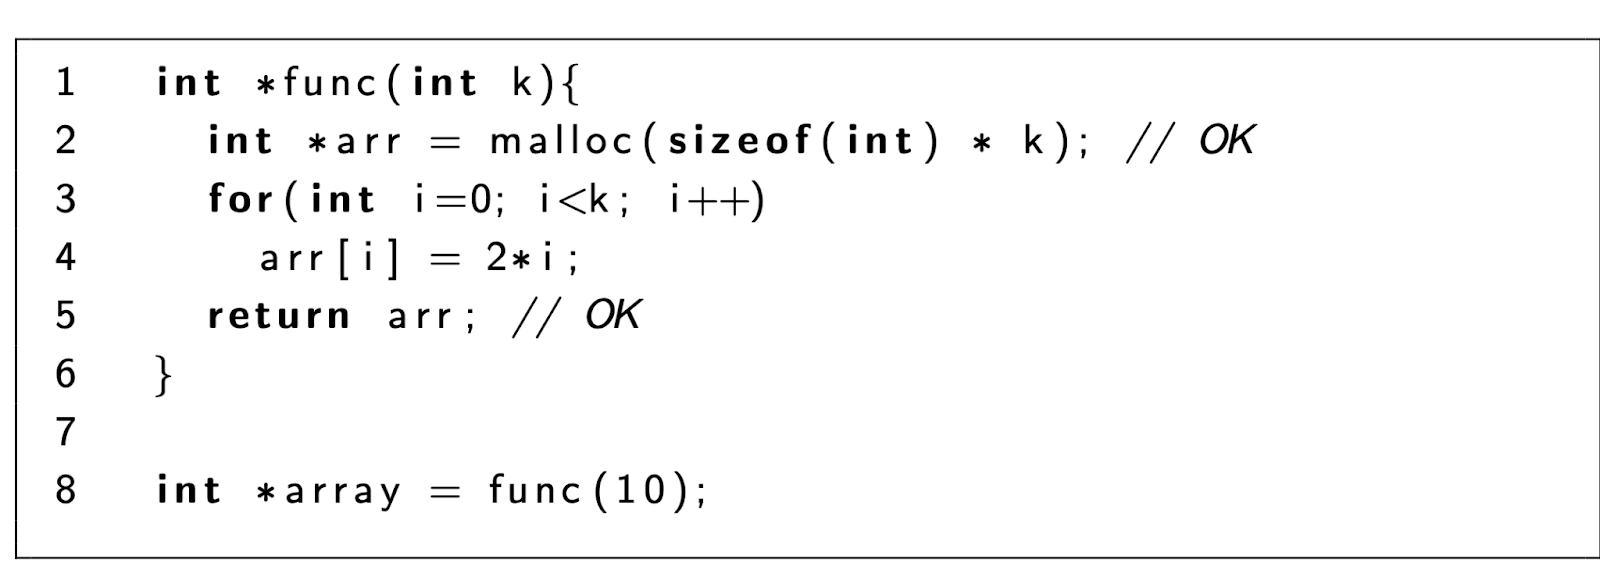 1 int *func(int k){
2 int *arr = malloc(sizeof(int) * k); // OK
3 for(int i=0; i<k; i++)
4 arr[i] = 2*i;
5 return arr; // OK
6 }
7
8 int *array = func(10);